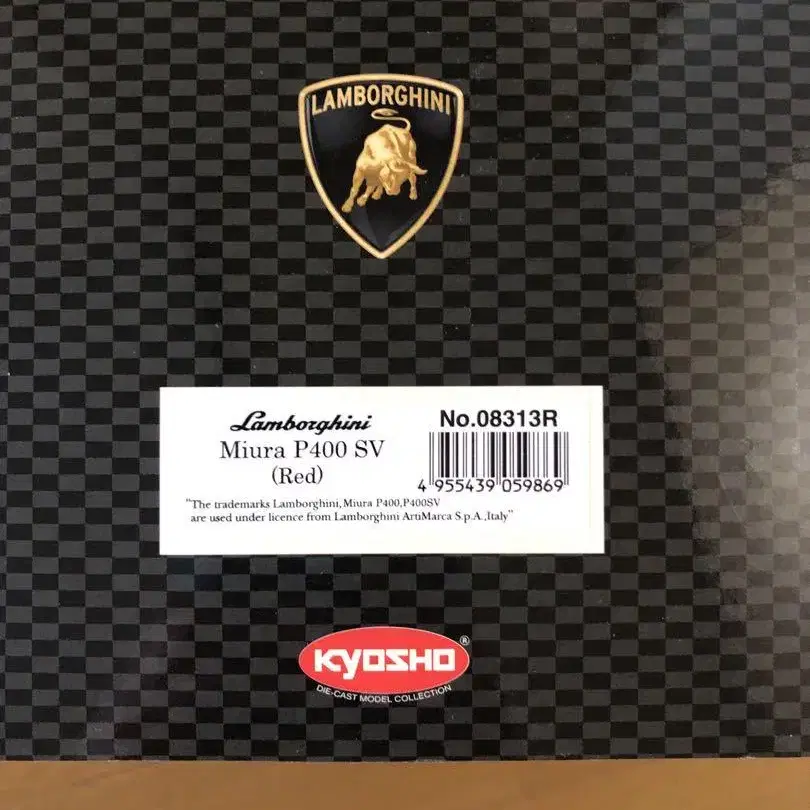 LAMBORGHINI
Lamborghini
Miura P400 SV
(Red)
No.08313R
4 955439 059869
"The trademarks Lamborghini, Miura P400,P400SV
are used under licence from Lamborghini ArtiMarca S.p.A.,Italy"
KYOSHO®
DIE-CAST MODEL COLLECTION